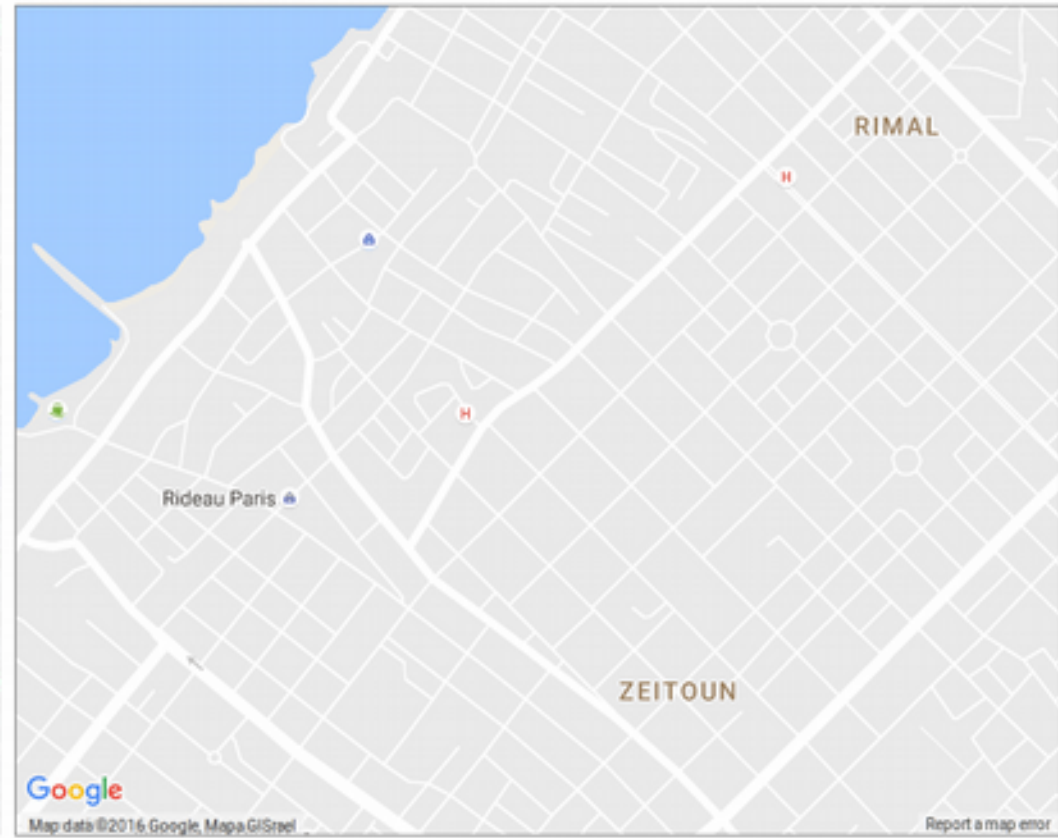 RIMAL
H
H
Rideau Paris
ZEITOUN
Google
Map data ©2016 Google, Mapa GISrael
Report a map error